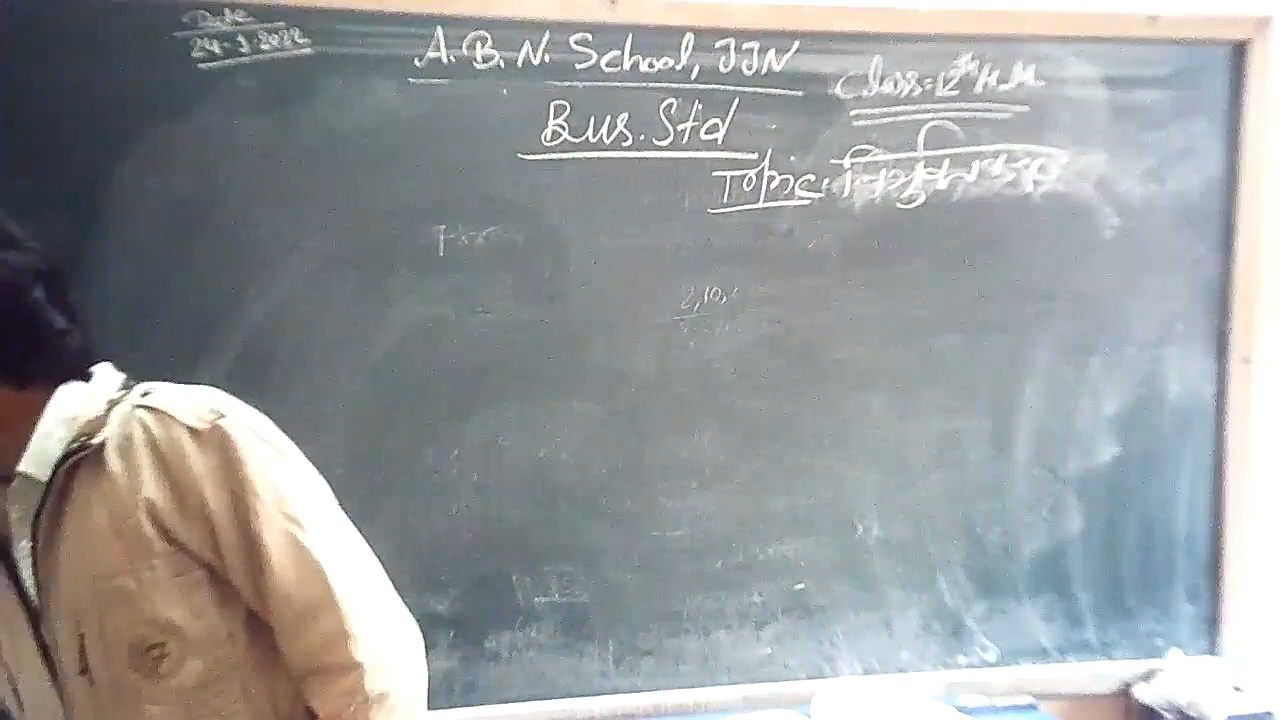 Date
24-1-2022
A.B.N. School, JJN
Class:-12th H.M
Bus. Std
Topic:-